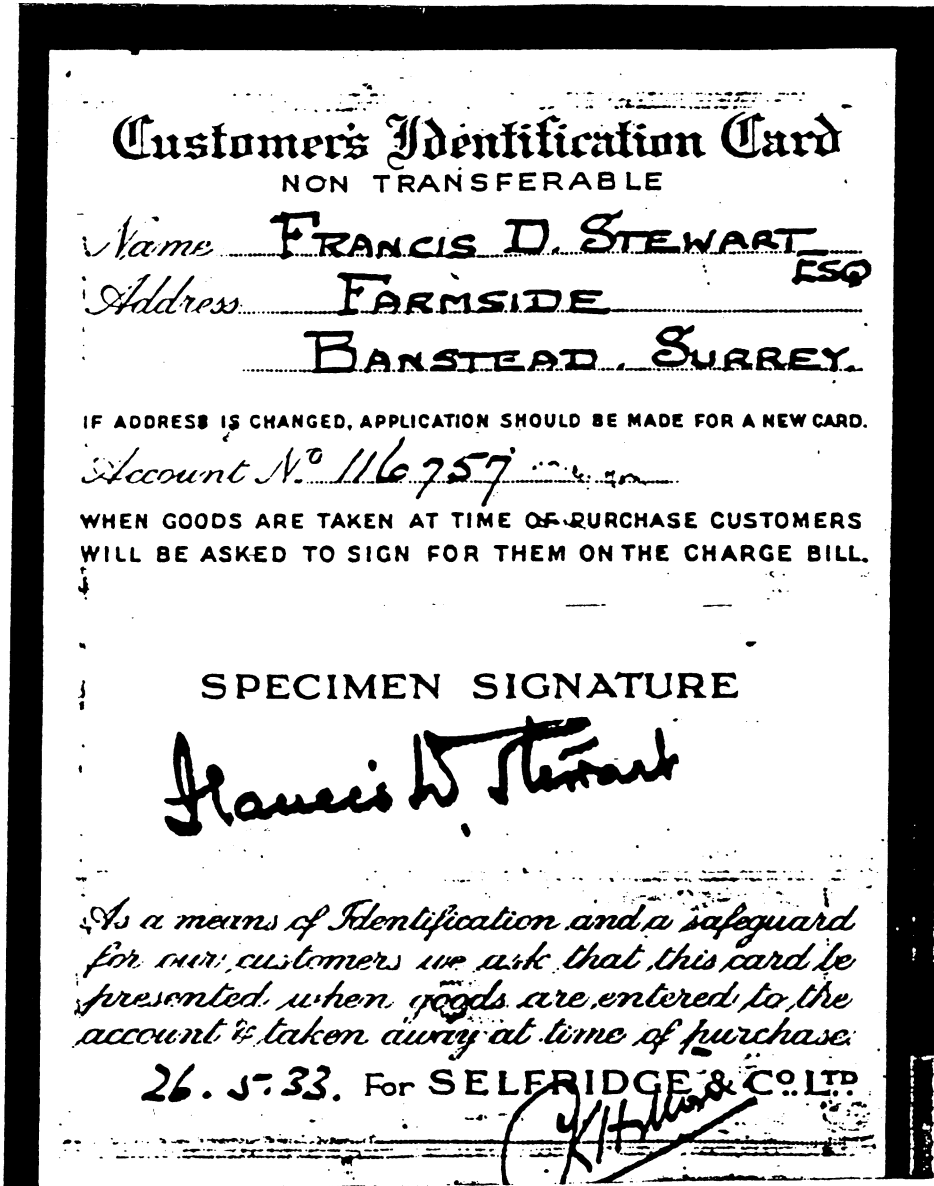 Customer's Identification Card
NON TRANSFERABLE
Name FRANCIS D. STEWART
ESQ
Address FARMSIDE
BANSTEAD. SURREY.
IF ADDRESS IS CHANGED, APPLICATION SHOULD BE MADE FOR A NEW CARD.
Account No. 116757
WHEN GOODS ARE TAKEN AT TIME OF PURCHASE CUSTOMERS
WILL BE ASKED TO SIGN FOR THEM ON THE CHARGE BILL.
SPECIMEN SIGNATURE
Francis D. Stewart
As a means of Identification and a safeguard
for our customers we ask that this card be
presented when goods are entered to the
account & taken away at time of purchase.
26.5.33. For SELFRIDGE & Co. LTD.